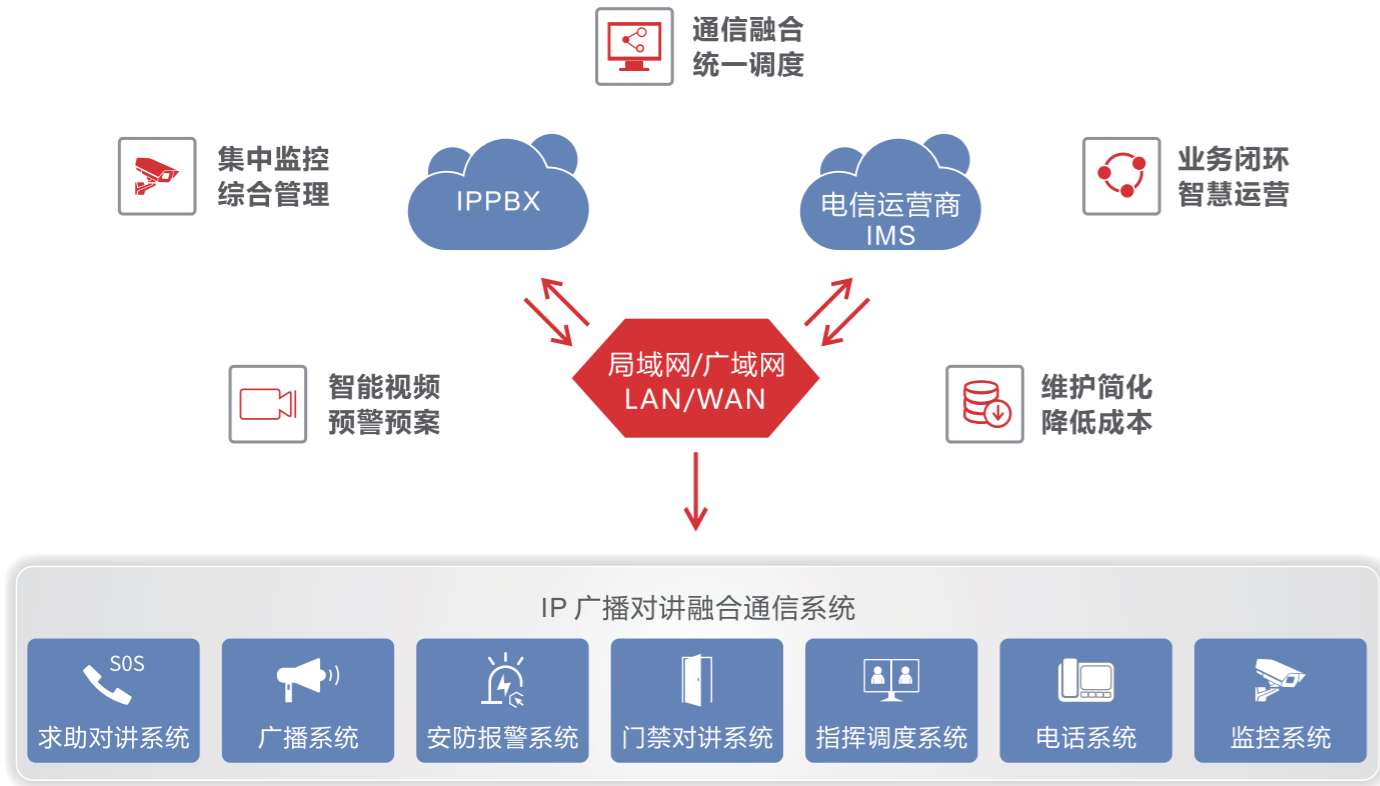 通信融合
统一调度
集中监控
综合管理
IPPBX
电信运营商
IMS
业务闭环
智慧运营
智能视频
预警预案
局域网/广域网
LAN/WAN
维护简化
降低成本
IP 广播对讲融合通信系统
SOS
求助对讲系统
广播系统
安防报警系统
门禁对讲系统
指挥调度系统
电话系统
监控系统